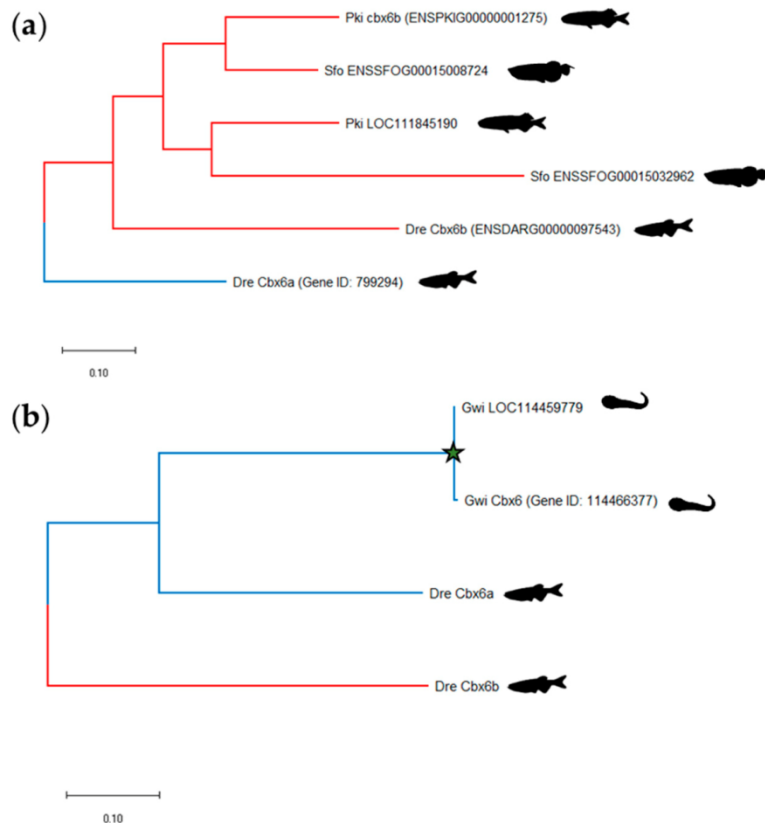 (a)
Pki cbx6b (ENSPKIG00000001275)
Sfo ENSSFOG00015008724
Pki LOC111845190
Sfo ENSSFOG00015032962
Dre Cbx6b (ENSDARG00000097543)
Dre Cbx6a (Gene ID: 799294)
0.10
(b)
Gwi LOC114459779
Gwi Cbx6 (Gene ID: 114466377)
Dre Cbx6a
Dre Cbx6b
0.10